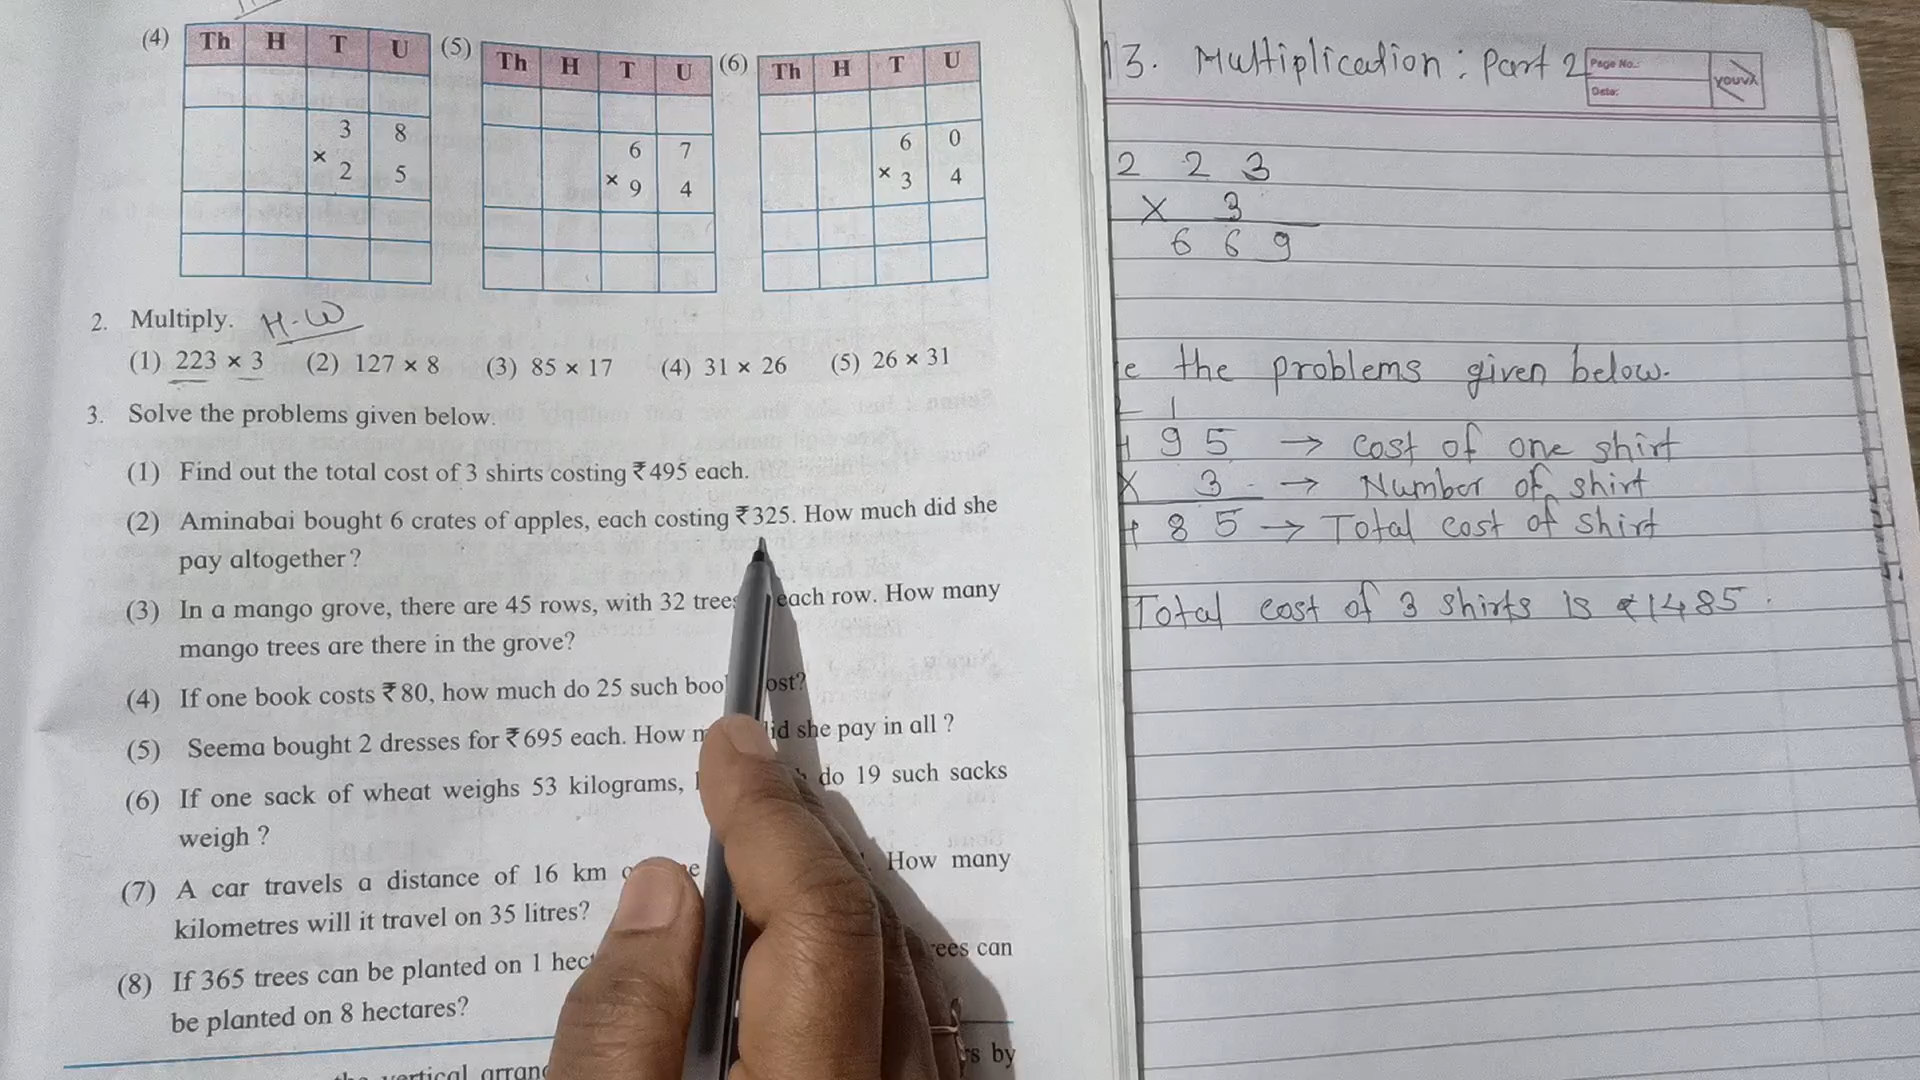 (4) Th H T U (5) Th H T U (6) Th H T U
3 8 6 7 6 0
× 2 5 × 9 4 × 3 4
2. Multiply. H.W
(1) 223 × 3 (2) 127 × 8 (3) 85 × 17 (4) 31 × 26 (5) 26 × 31
3. Solve the problems given below.
(1) Find out the total cost of 3 shirts costing ₹495 each.
(2) Aminabai bought 6 crates of apples, each costing ₹325. How much did she
pay altogether?
(3) In a mango grove, there are 45 rows, with 32 trees each row. How many
mango trees are there in the grove?
(4) If one book costs ₹80, how much do 25 such boo ost?
(5) Seema bought 2 dresses for ₹695 each. How m did she pay in all ?
(6) If one sack of wheat weighs 53 kilograms, do 19 such sacks
weigh ?
(7) A car travels a distance of 16 km How many
kilometres will it travel on 35 litres?
(8) If 365 trees can be planted on 1 hect rees can
be planted on 8 hectares?
rs by
the vertical arran
13. Multiplication : Part 2
Page No.:
Date:
youva
2 2 3
X 3
6 6 9
e the problems given below.
1
9 5 → Cost of one shirt
X 3 → Number of shirt
8 5 → Total cost of shirt
Total cost of 3 shirts is ₹1485.